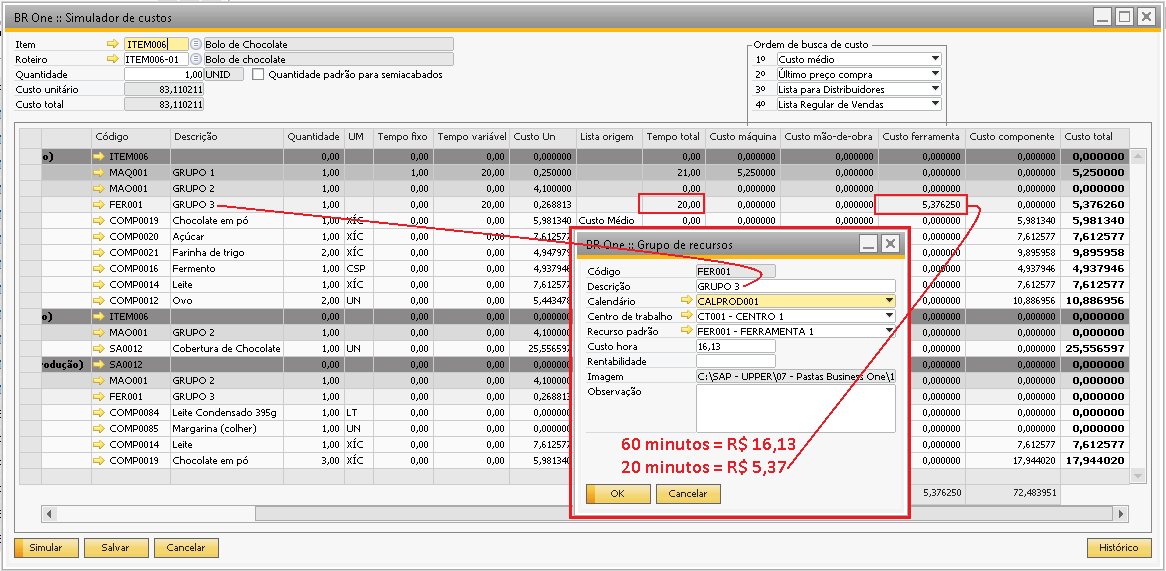 BR One :: Simulador de custos
Item ITEM006 Bolo de Chocolate
Roteiro ITEM006-01 Bolo de chocolate
Quantidade 1,00 UNID Quantidade padrão para semiacabados
Custo unitário 83,110211
Custo total 83,110211
Ordem de busca de custo
1º Custo médio
2º Último preço compra
3º Lista para Distribuidores
4º Lista Regular de Vendas
Código Descrição Quantidade UM Tempo fixo Tempo variável Custo Un Lista origem Tempo total Custo máquina Custo mão-de-obra Custo ferramenta Custo componente Custo total
o) ITEM006 0,00 0,00 0,00 0,000000 0,00 0,000000 0,000000 0,000000 0,000000 0,000000
MAQ001 GRUPO 1 1,00 1,00 20,00 0,250000 21,00 5,250000 0,000000 0,000000 0,000000 5,250000
MAO001 GRUPO 2 1,00 0,00 0,00 4,100000 0,00 0,000000 0,000000 0,000000 0,000000 0,000000
FER001 GRUPO 3 1,00 0,00 20,00 0,268813 20,00 0,000000 0,000000 5,376250 0,000000 5,376260
COMP0019 Chocolate em pó 1,00 XÍC 0,00 0,00 5,981340 Custo Médio 0,00 0,000000 0,000000 0,000000 5,981340 5,981340
COMP0020 Açúcar 1,00 XÍC 0,00 0,00 7,612577 7,612577 7,612577
COMP0021 Farinha de trigo 2,00 XÍC 0,00 0,00 4,947979 0,000000 9,895958 9,895958
COMP0016 Fermento 1,00 CSP 0,00 0,00 4,937946 0,000000 4,937946 4,937946
COMP0014 Leite 1,00 XÍC 0,00 0,00 7,612577 0,000000 7,612577 7,612577
COMP0012 Ovo 2,00 UN 0,00 0,00 5,443478 0,000000 10,886956 10,886956
o) ITEM006 0,00 0,00 0,00 0,000000 0,000000 0,000000 0,000000
MAO001 GRUPO 2 1,00 0,00 0,00 4,100000 0,000000 0,000000 0,000000
SA0012 Cobertura de Chocolate 1,00 UN 0,00 0,00 25,556597 0,000000 25,556597 25,556597
rodução) SA0012 0,00 0,00 0,00 0,000000 0,000000 0,000000 0,000000
MAO001 GRUPO 2 1,00 0,00 0,00 4,100000 0,000000 0,000000 0,000000
FER001 GRUPO 3 1,00 0,00 0,00 0,268813 0,000000 0,000000 0,000000
COMP0084 Leite Condensado 395g 1,00 LT 0,00 0,00 0,000000 0,000000 0,000000 0,000000
COMP0085 Margarina (colher) 1,00 UN 0,00 0,00 0,000000 0,000000 0,000000 0,000000
COMP0014 Leite 1,00 XÍC 0,00 0,00 7,612577 0,000000 7,612577 7,612577
COMP0019 Chocolate em pó 3,00 XÍC 0,00 0,00 5,981340 0,000000 17,944020 17,944020
5,376250 72,483951
BR One :: Grupo de recursos
Código FER001
Descrição GRUPO 3
Calendário CALPROD001
Centro de trabalho CT001 - CENTRO 1
Recurso padrão FER001 - FERRAMENTA 1
Custo hora 16,13
Rentabilidade
Imagem C:\SAP - UPPER\07 - Pastas Business One\1
Observação
60 minutos = R$ 16,13
20 minutos = R$ 5,37
OK Cancelar
Simular Salvar Cancelar Histórico